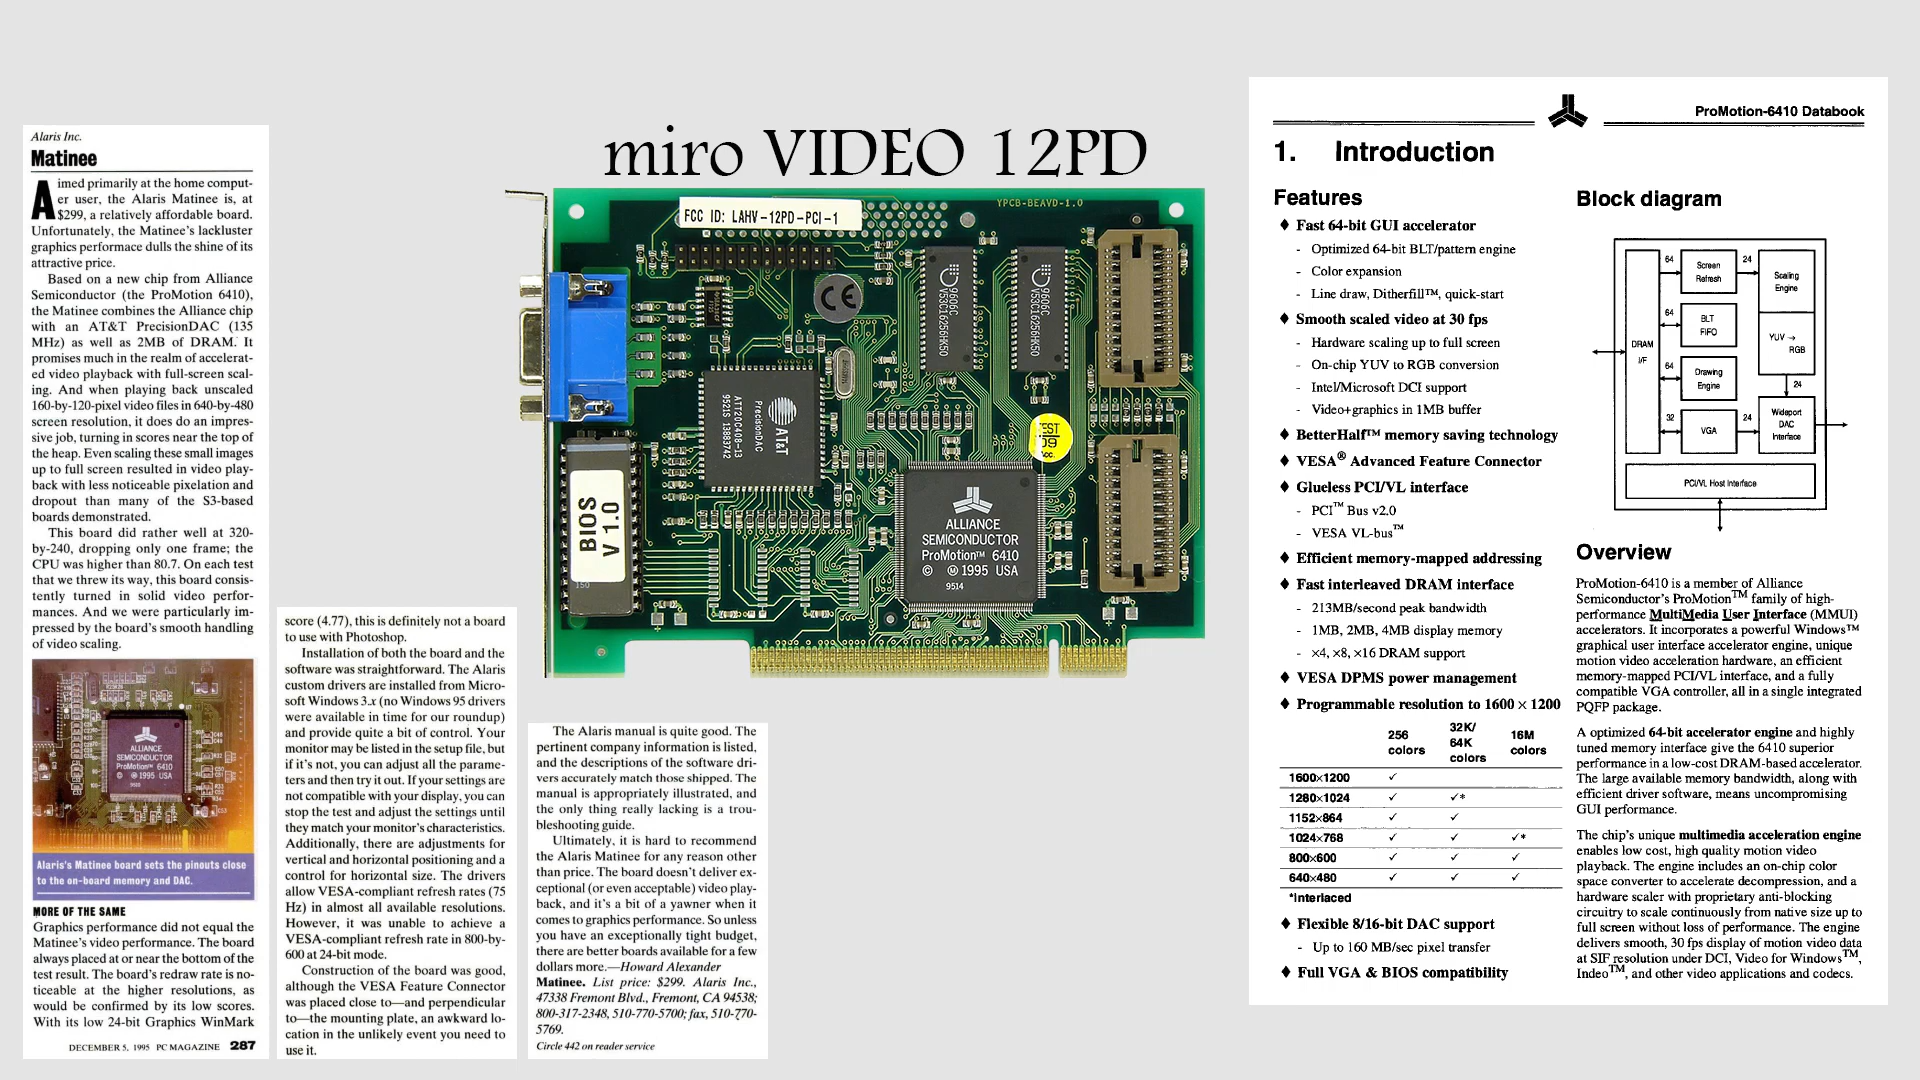 Alaris Inc.
Matinee
Aimed primarily at the home comput-
er user, the Alaris Matinee is, at
$299, a relatively affordable board.
Unfortunately, the Matinee's lackluster
graphics performace dulls the shine of its
attractive price.
Based on a new chip from Alliance
Semiconductor (the ProMotion 6410),
the Matinee combines the Alliance chip
with an AT&T PrecisionDAC (135
MHz) as well as 2MB of DRAM. It
promises much in the realm of accelerat-
ed video playback with full-screen scal-
ing. And when playing back unscaled
160-by-120-pixel video files in 640-by-480
screen resolution, it does do an impres-
sive job, turning in scores near the top of
the heap. Even scaling these small images
up to full screen resulted in video play-
back with less noticeable pixelation and
dropout than many of the S3-based
boards demonstrated.
This board did rather well at 320-
by-240, dropping only one frame; the
CPU was higher than 80.7. On each test
that we threw its way, this board consis-
tently turned in solid video perfor-
mances. And we were particularly im-
pressed by the board's smooth handling
of video scaling.
ALLIANCE
SEMICONDUCTOR
ProMotion™ 6410
© Ⓜ 1995 USA
Alaris's Matinee board sets the pinouts close
to the on-board memory and DAC.
MORE OF THE SAME
Graphics performance did not equal the
Matinee's video performance. The board
always placed at or near the bottom of the
test result. The board's redraw rate is no-
ticeable at the higher resolutions, as
would be confirmed by its low scores.
With its low 24-bit Graphics WinMark
DECEMBER 5, 1995 PC MAGAZINE 287
score (4.77), this is definitely not a board
to use with Photoshop.
Installation of both the board and the
software was straightforward. The Alaris
custom drivers are installed from Micro-
soft Windows 3.x (no Windows 95 drivers
were available in time for our roundup)
and provide quite a bit of control. Your
monitor may be listed in the setup file, but
if it's not, you can adjust all the parame-
ters and then try it out. If your settings are
not compatible with your display, you can
stop the test and adjust the settings until
they match your monitor's characteristics.
Additionally, there are adjustments for
vertical and horizontal positioning and a
control for horizontal size. The drivers
allow VESA-compliant refresh rates (75
Hz) in almost all available resolutions.
However, it was unable to achieve a
VESA-compliant refresh rate in 800-by-
600 at 24-bit mode.
Construction of the board was good,
although the VESA Feature Connector
was placed close to—and perpendicular
to—the mounting plate, an awkward lo-
cation in the unlikely event you need to
use it.
The Alaris manual is quite good. The
pertinent company information is listed,
and the descriptions of the software dri-
vers accurately match those shipped. The
manual is appropriately illustrated, and
the only thing really lacking is a trou-
bleshooting guide.
Ultimately, it is hard to recommend
the Alaris Matinee for any reason other
than price. The board doesn't deliver ex-
ceptional (or even acceptable) video play-
back, and it's a bit of a yawner when it
comes to graphics performance. So unless
you have an exceptionally tight budget,
there are better boards available for a few
dollars more.—Howard Alexander
Matinee. List price: $299. Alaris Inc.,
47338 Fremont Blvd., Fremont, CA 94538;
800-317-2348, 510-770-5700; fax, 510-770-
5769.
Circle 442 on reader service
miro VIDEO 12PD
FCC ID: LAHV-12PD-PCI-1
YPCB-BEAVD-1.0
CE
9606C
V53C16256HK50
9606C
V53C16256HK50
AT&T
PrecisionDAC
ATT20C408-13
9521S 13883742
TEST
09
BIOS
V 1.0
ALLIANCE
SEMICONDUCTOR
ProMotion™ 6410
© Ⓜ 1995 USA
9514
ProMotion-6410 Databook
1. Introduction
Features
♦ Fast 64-bit GUI accelerator
- Optimized 64-bit BLT/pattern engine
- Color expansion
- Line draw, Ditherfill™, quick-start
♦ Smooth scaled video at 30 fps
- Hardware scaling up to full screen
- On-chip YUV to RGB conversion
- Intel/Microsoft DCI support
- Video+graphics in 1MB buffer
♦ BetterHalf™ memory saving technology
♦ VESA® Advanced Feature Connector
♦ Glueless PCI/VL interface
- PCI™ Bus v2.0
- VESA VL-bus™
♦ Efficient memory-mapped addressing
♦ Fast interleaved DRAM interface
- 213MB/second peak bandwidth
- 1MB, 2MB, 4MB display memory
- ×4, ×8, ×16 DRAM support
♦ VESA DPMS power management
♦ Programmable resolution to 1600 × 1200
256 colors 32K/ 64K colors 16M colors
1600×1200 ✓
1280×1024 ✓ ✓*
1152×864 ✓ ✓
1024×768 ✓ ✓ ✓*
800×600 ✓ ✓ ✓
640×480 ✓ ✓ ✓
*Interlaced
♦ Flexible 8/16-bit DAC support
- Up to 160 MB/sec pixel transfer
♦ Full VGA & BIOS compatibility
Block diagram
DRAM I/F
64 Screen Refresh 24 Scaling Engine
64 BLT FIFO
YUV → RGB
64 Drawing Engine
24
32 VGA 24 Wideport DAC Interface
PCI/VL Host Interface
Overview
ProMotion-6410 is a member of Alliance
Semiconductor's ProMotion™ family of high-
performance MultiMedia User Interface (MMUI)
accelerators. It incorporates a powerful Windows™
graphical user interface accelerator engine, unique
motion video acceleration hardware, an efficient
memory-mapped PCI/VL interface, and a fully
compatible VGA controller, all in a single integrated
PQFP package.
A optimized 64-bit accelerator engine and highly
tuned memory interface give the 6410 superior
performance in a low-cost DRAM-based accelerator.
The large available memory bandwidth, along with
efficient driver software, means uncompromising
GUI performance.
The chip's unique multimedia acceleration engine
enables low cost, high quality motion video
playback. The engine includes an on-chip color
space converter to accelerate decompression, and a
hardware scaler with proprietary anti-blocking
circuitry to scale continuously from native size up to
full screen without loss of performance. The engine
delivers smooth, 30 fps display of motion video data
at SIF resolution under DCI, Video for Windows™,
Indeo™, and other video applications and codecs.